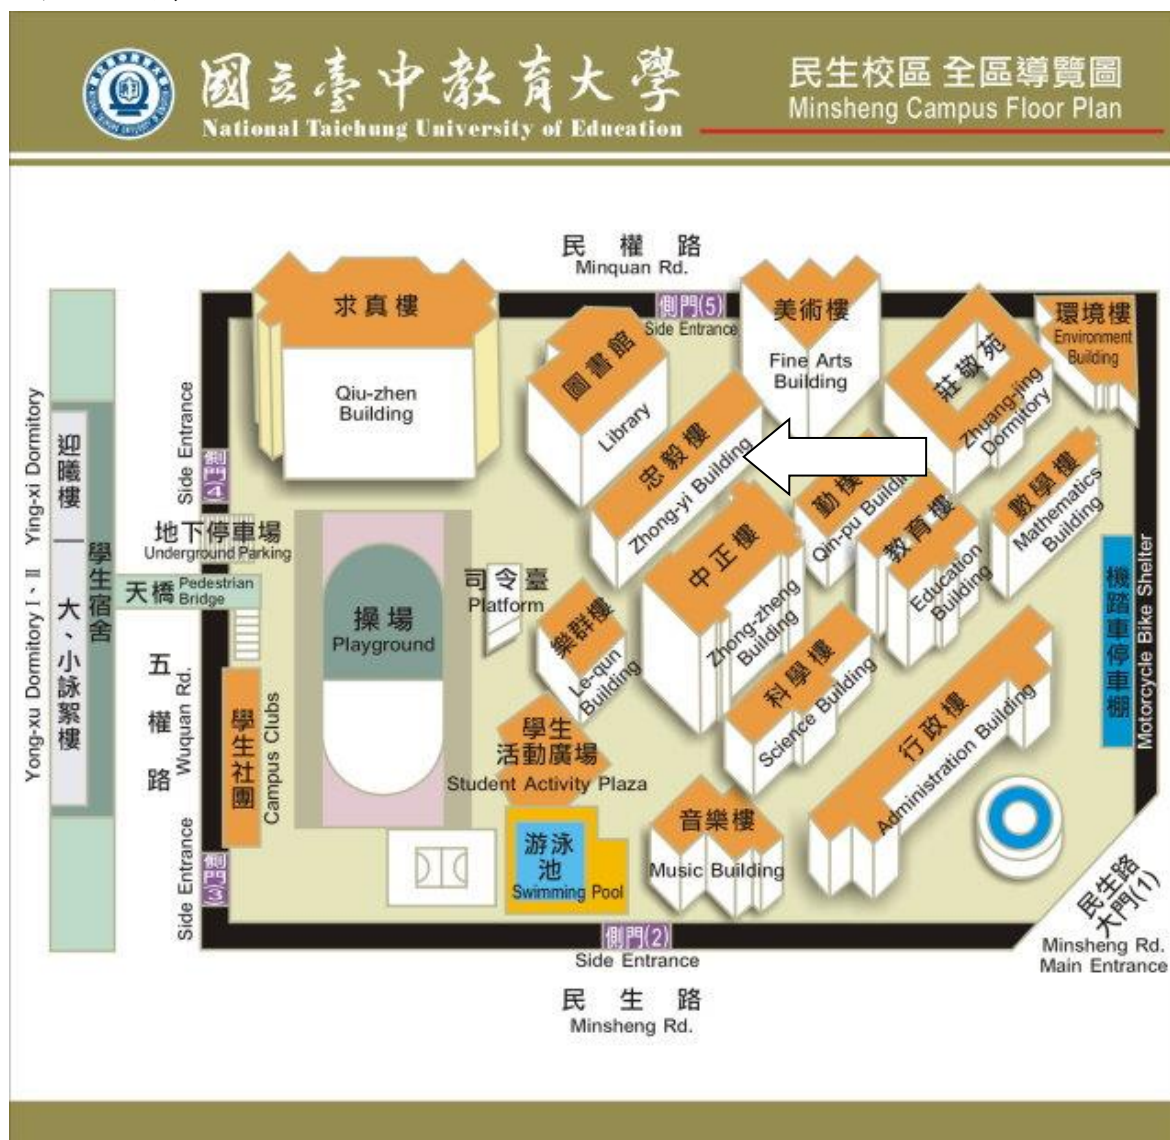 國立臺中教育大學
National Taichung University of Education
民生校區 全區導覽圖
Minsheng Campus Floor Plan
民權路
Minquan Rd.
側門(5)
Side Entrance
求真樓
Qiu-zhen
Building
圖書館
Library
忠毅樓
Zhong-yi Building
美術樓
Fine Arts
Building
莊敬苑
Zhuang-jing
Dormitory
環境樓
Environment
Building
Side Entrance
側門(4)
地下停車場
Underground Parking
天橋
Pedestrian
Bridge
迎曦樓
大、小詠絮樓
學生宿舍
Ying-xi Dormitory
Yong-xu Dormitory I、II
五權路
Wuquan Rd.
學生社團
Campus Clubs
Side Entrance
側門(3)
操場
Playground
司令臺
Platform
樂群樓
Le-qun
Building
中正樓
Zhong-zheng
Building
勤樸
Qin-pu Building
教育樓
Education
Building
數學樓
Mathematics
Building
機踏車停車棚
Motorcycle Bike Shelter
科學樓
Science Building
行政樓
Administration Building
學生
活動廣場
Student Activity Plaza
游泳
池
Swimming Pool
音樂樓
Music Building
側門(2)
Side Entrance
民生路
Minsheng Rd.
民生路
大門(1)
Minsheng Rd.
Main Entrance